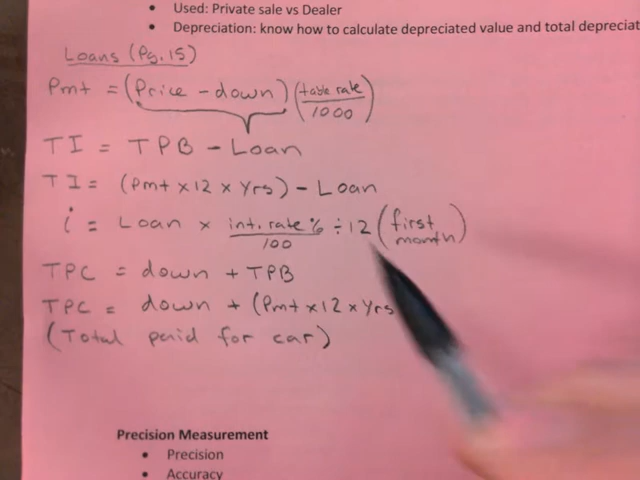 • Used: Private sale vs Dealer
• Depreciation: know how to calculate depreciated value and total depreciat
Loans (Pg. 15)
Pmt = (Price - down) (table rate / 1000)
TI = TPB - Loan
TI = (Pmt x 12 x Yrs) - Loan
i = Loan x int. rate % / 100 ÷ 12 (first month)
TPC = down + TPB
TPC = down + (Pmt x 12 x Yrs
(Total paid for car)
Precision Measurement
• Precision
• Accuracy